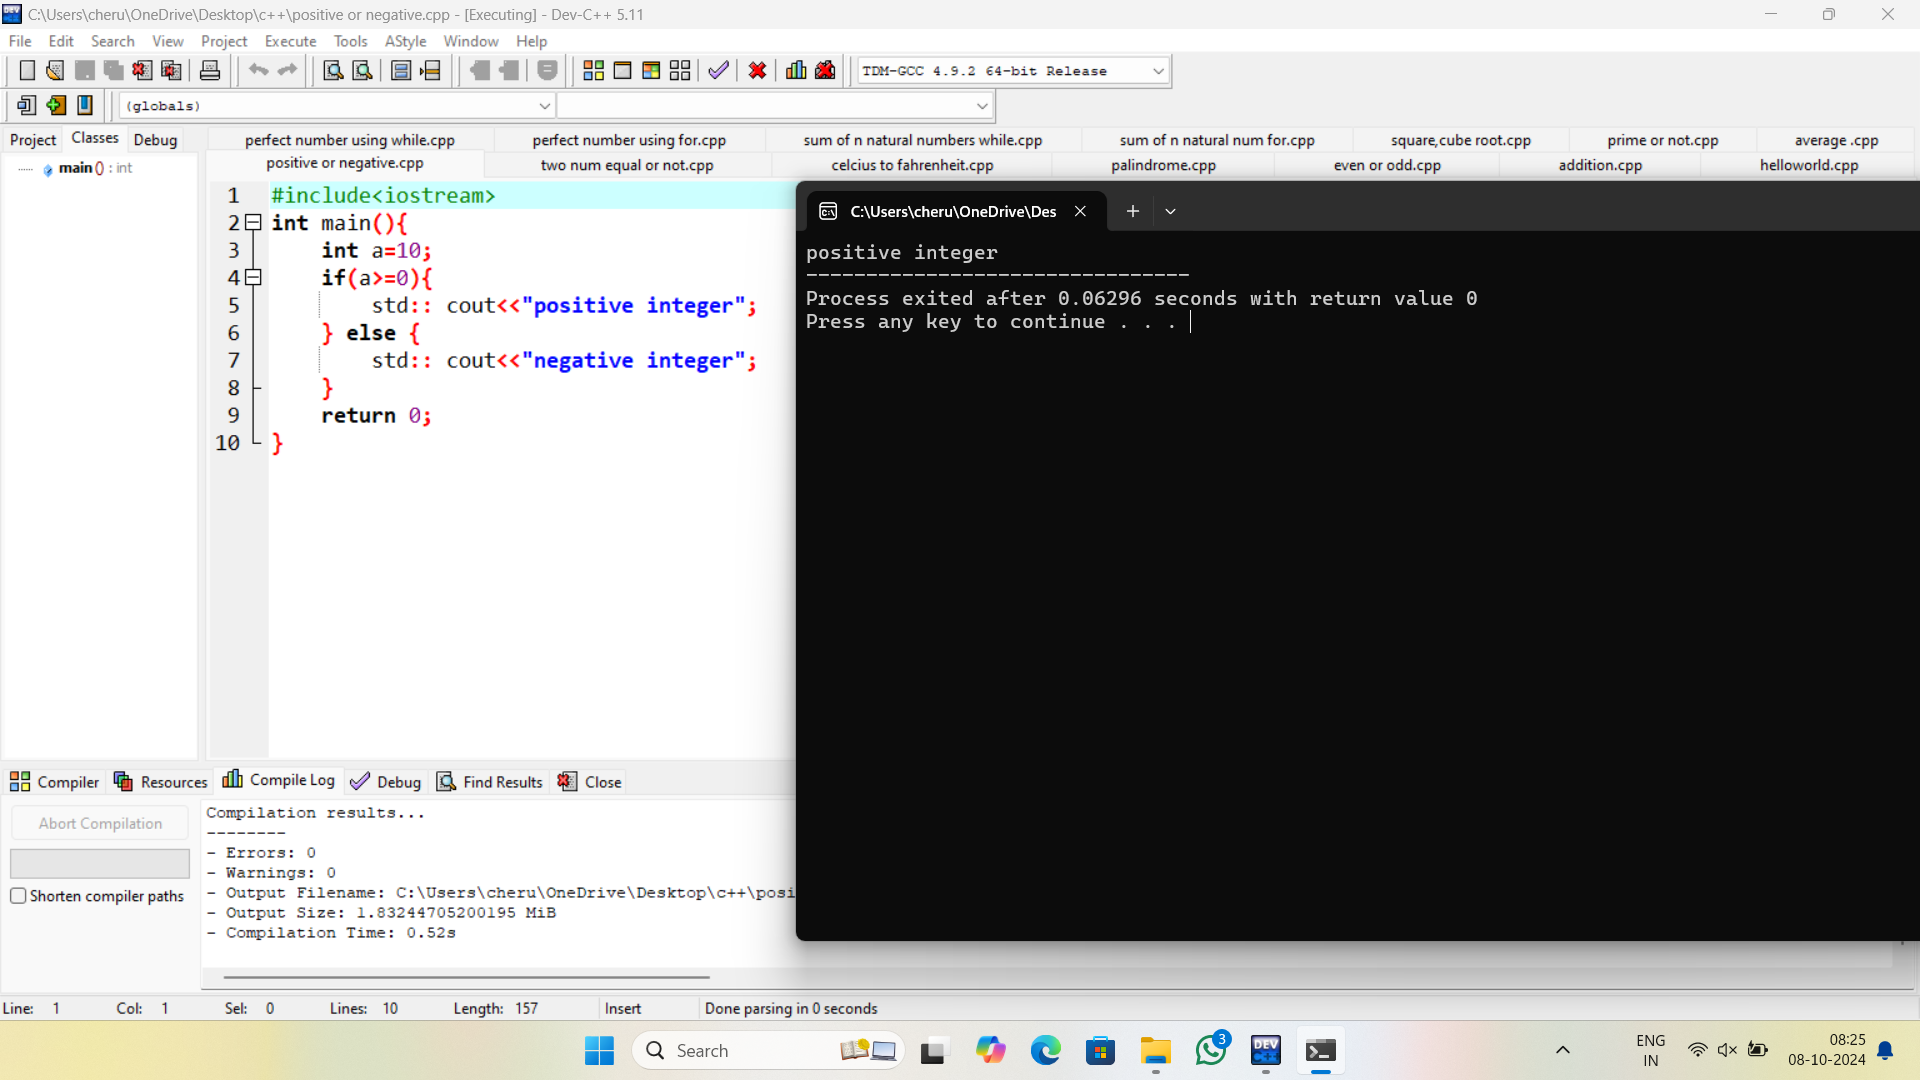 C:\Users\cheru\OneDrive\Desktop\c++\positive or negative.cpp - [Executing] - Dev-C++ 5.11
File Edit Search View Project Execute Tools AStyle Window Help
TDM-GCC 4.9.2 64-bit Release
(globals)
Project Classes Debug
perfect number using while.cpp perfect number using for.cpp sum of n natural numbers while.cpp sum of n natural num for.cpp square,cube root.cpp prime or not.cpp average .cpp
positive or negative.cpp two num equal or not.cpp celcius to fahrenheit.cpp palindrome.cpp even or odd.cpp addition.cpp helloworld.cpp
main () : int
1 #include<iostream>
2 int main(){
3 int a=10;
4 if(a>=0){
5 std:: cout<<"positive integer";
6 } else {
7 std:: cout<<"negative integer";
8 }
9 return 0;
10 }
C:\Users\cheru\OneDrive\Des
positive integer
--------------------------------
Process exited after 0.06296 seconds with return value 0
Press any key to continue . . .
Compiler Resources Compile Log Debug Find Results Close
Abort Compilation
Shorten compiler paths
Compilation results...
--------
- Errors: 0
- Warnings: 0
- Output Filename: C:\Users\cheru\OneDrive\Desktop\c++\posi
- Output Size: 1.83244705200195 MiB
- Compilation Time: 0.52s
Line: 1 Col: 1 Sel: 0 Lines: 10 Length: 157 Insert Done parsing in 0 seconds
Search
3
DEV C++
ENG
IN
08:25
08-10-2024